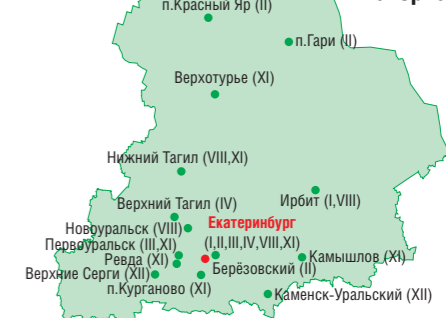 п.Красный Яр (II)
п.Гари (II)
Верхотурье (XI)
Нижний Тагил (VIII,XI)
Ирбит (I,VIII)
Верхний Тагил (IV)
Екатеринбург
Новоуральск (VIII)
(I,II,III,IV,VIII,XI)
Первоуральск (III,XI)
Камышлов (XI)
Ревда (XI)
Берёзовский (II)
Верхние Серги (XII)
п.Курганово (XI)
Каменск-Уральский (XII)